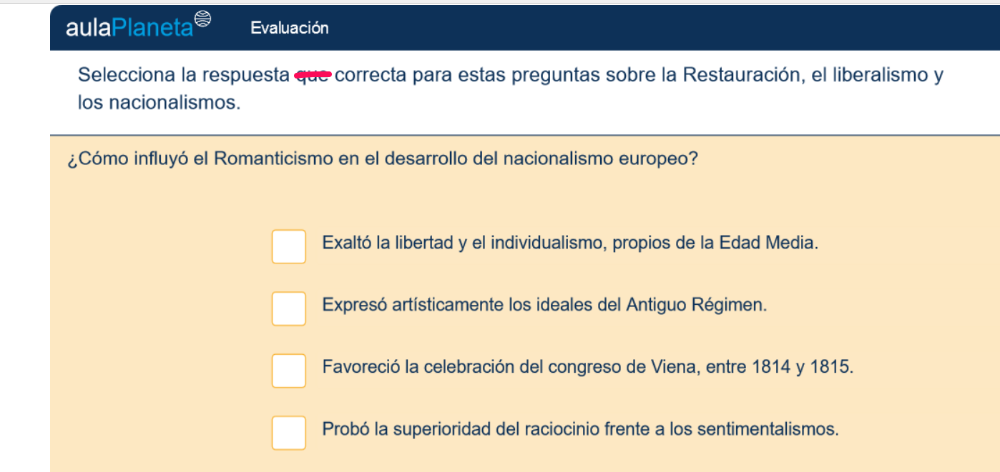 aulaPlaneta
Evaluación
Selecciona la respuesta que correcta para estas preguntas sobre la Restauración, el liberalismo y
los nacionalismos.
¿Cómo influyó el Romanticismo en el desarrollo del nacionalismo europeo?
Exaltó la libertad y el individualismo, propios de la Edad Media.
Expresó artísticamente los ideales del Antiguo Régimen.
Favoreció la celebración del congreso de Viena, entre 1814 y 1815.
Probó la superioridad del raciocinio frente a los sentimentalismos.